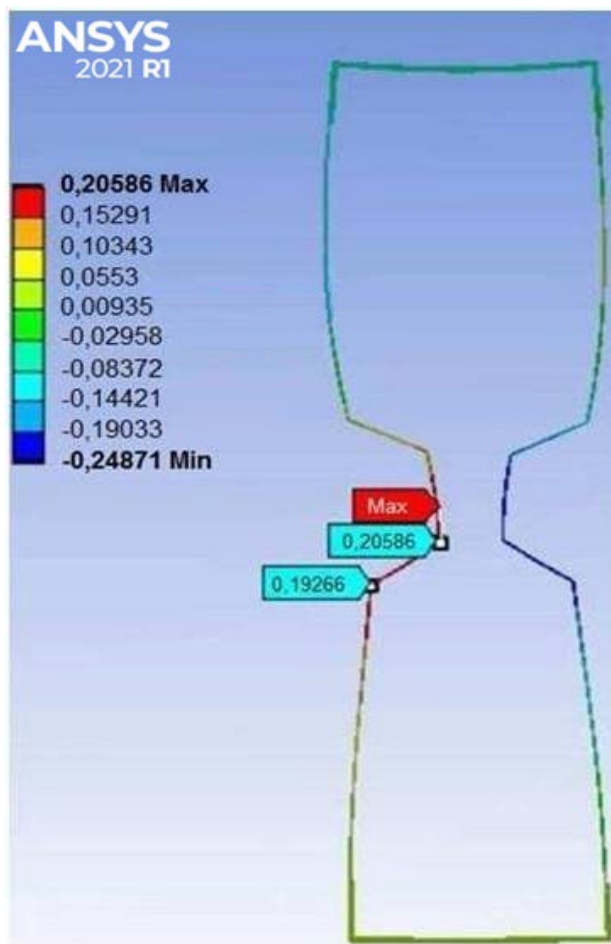 ANSYS
2021 R1
0,20586 Max
0,15291
0,10343
0,0553
0,00935
-0,02958
-0,08372
-0,14421
-0,19033
-0,24871 Min
Max
0,20586
0,19266